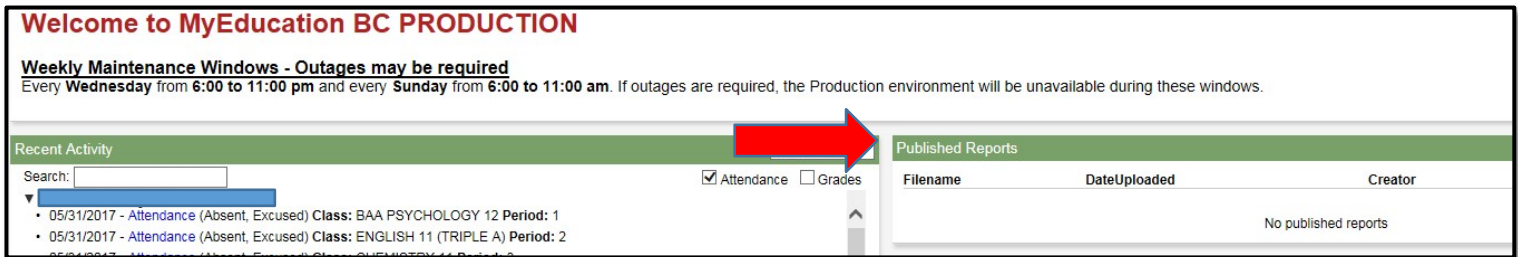 Welcome to MyEducation BC PRODUCTION
Weekly Maintenance Windows - Outages may be required
Every Wednesday from 6:00 to 11:00 pm and every Sunday from 6:00 to 11:00 am. If outages are required, the Production environment will be unavailable during these windows.
Recent Activity
Search:
Attendance Grades
• 05/31/2017 - Attendance (Absent, Excused) Class: BAA PSYCHOLOGY 12 Period: 1
• 05/31/2017 - Attendance (Absent, Excused) Class: ENGLISH 11 (TRIPLE A) Period: 2
Published Reports
Filename DateUploaded Creator
No published reports